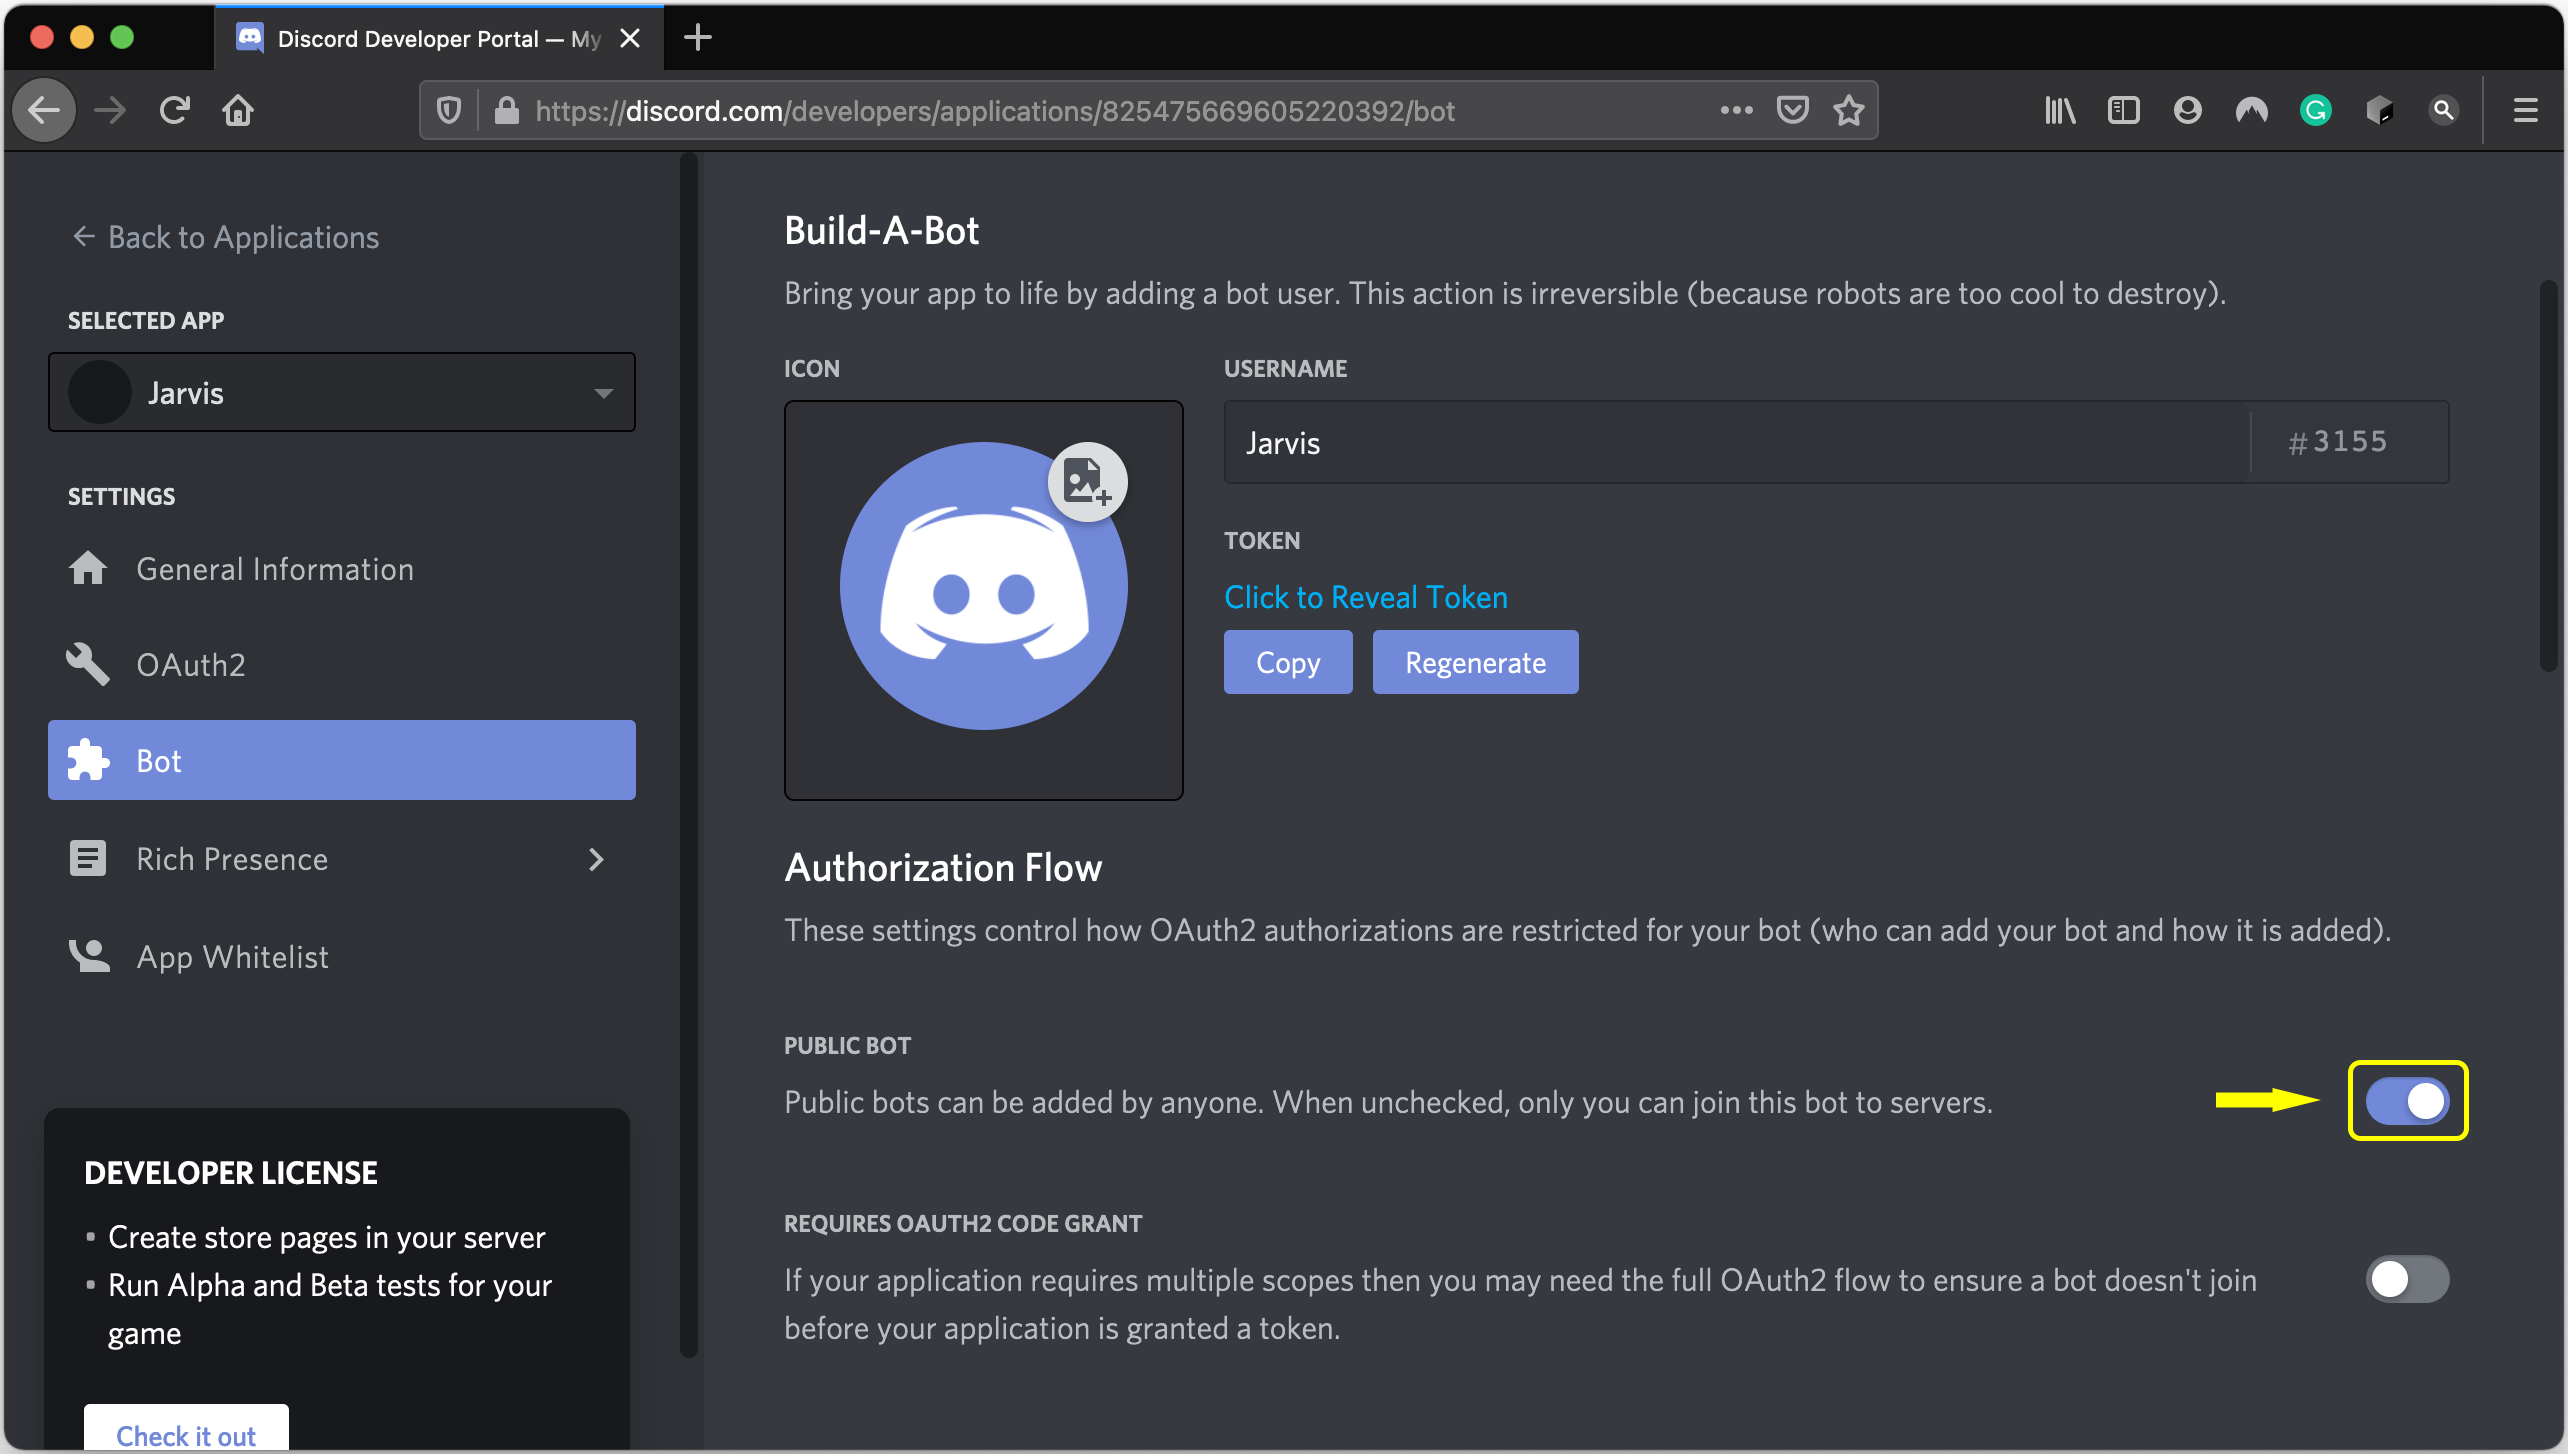 Discord Developer Portal — My
https://discord.com/developers/applications/825475669605220392/bot
← Back to Applications
SELECTED APP
Jarvis
SETTINGS
General Information
OAuth2
Bot
Rich Presence
App Whitelist
DEVELOPER LICENSE
• Create store pages in your server
• Run Alpha and Beta tests for your
game
Check it out
Build-A-Bot
Bring your app to life by adding a bot user. This action is irreversible (because robots are too cool to destroy).
ICON
USERNAME
Jarvis
#3155
TOKEN
Click to Reveal Token
Copy
Regenerate
Authorization Flow
These settings control how OAuth2 authorizations are restricted for your bot (who can add your bot and how it is added).
PUBLIC BOT
Public bots can be added by anyone. When unchecked, only you can join this bot to servers.
REQUIRES OAUTH2 CODE GRANT
If your application requires multiple scopes then you may need the full OAuth2 flow to ensure a bot doesn't join
before your application is granted a token.